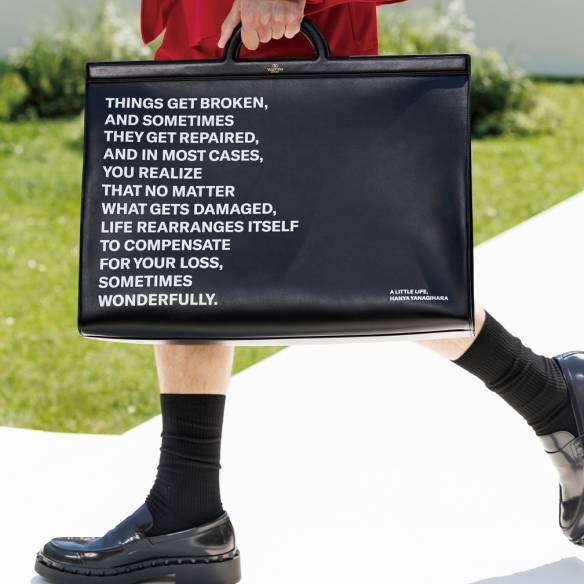 THINGS GET BROKEN,
AND SOMETIMES
THEY GET REPAIRED,
AND IN MOST CASES,
YOU REALIZE
THAT NO MATTER
WHAT GETS DAMAGED,
LIFE REARRANGES ITSELF
TO COMPENSATE
FOR YOUR LOSS,
SOMETIMES
WONDERFULLY.
A LITTLE LIFE,
HANYA YANAGIHARA